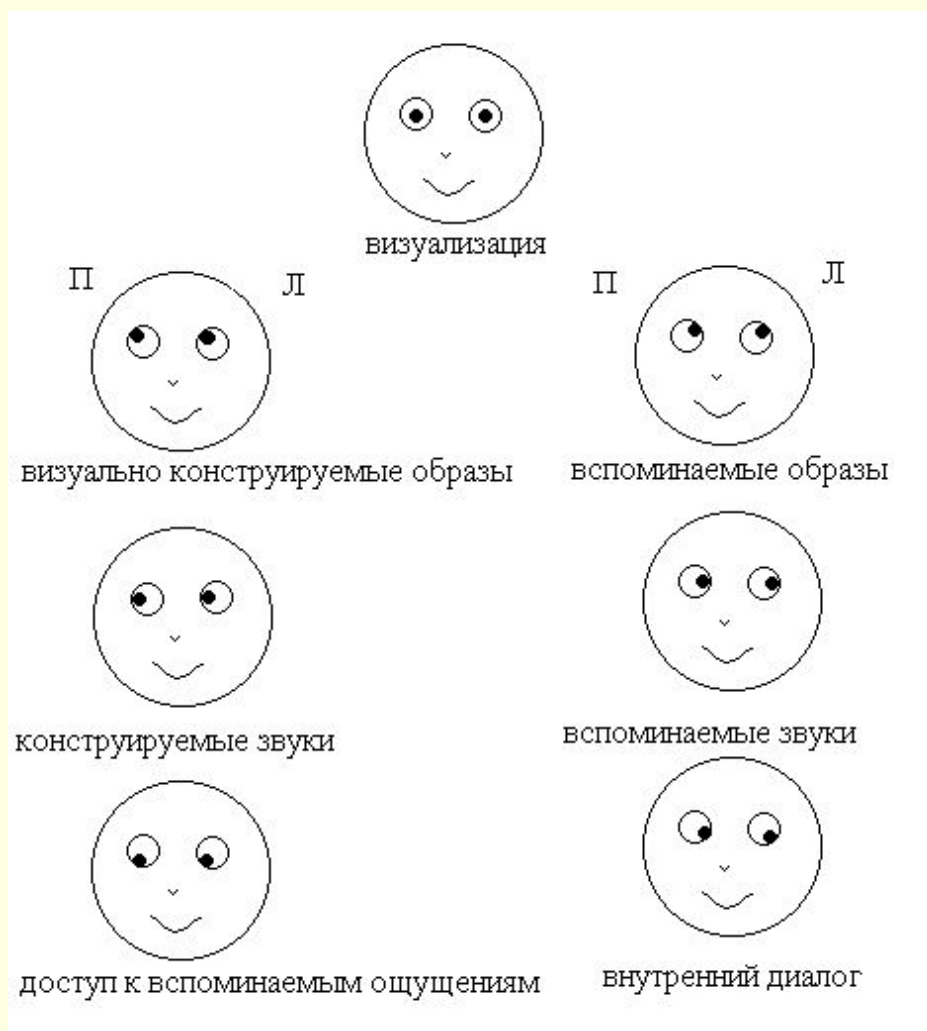 визуализация
П Л
П Л
визуально конструируемые образы
вспоминаемые образы
конструируемые звуки
вспоминаемые звуки
доступ к вспоминаемым ощущениям
внутренний диалог